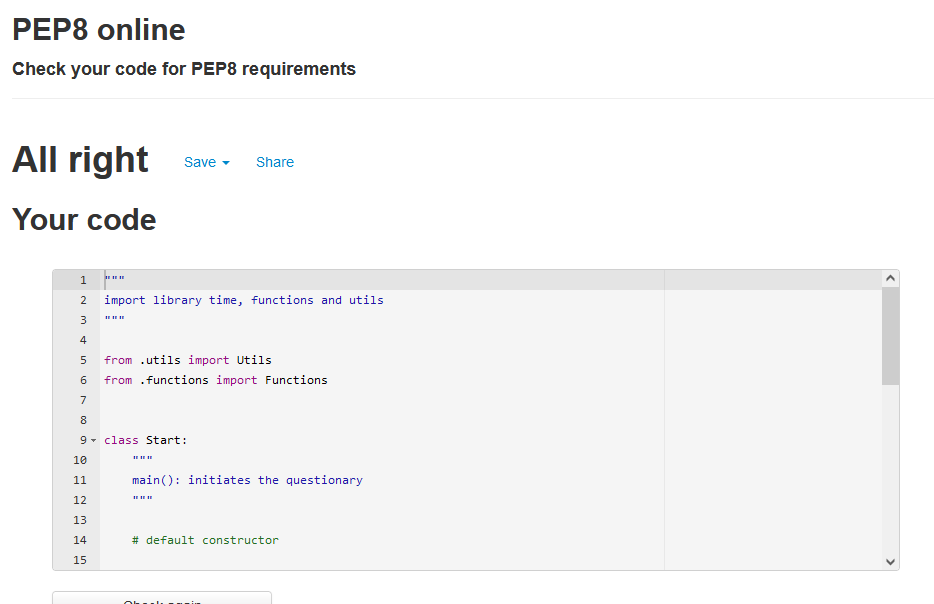 PEP8 online
Check your code for PEP8 requirements
All right Save Share
Your code
1 """
2 import library time, functions and utils
3 """
4
5 from .utils import Utils
6 from .functions import Functions
7
8
9 class Start:
10 """
11 main(): initiates the questionary
12 """
13
14 # default constructor
15
Check again